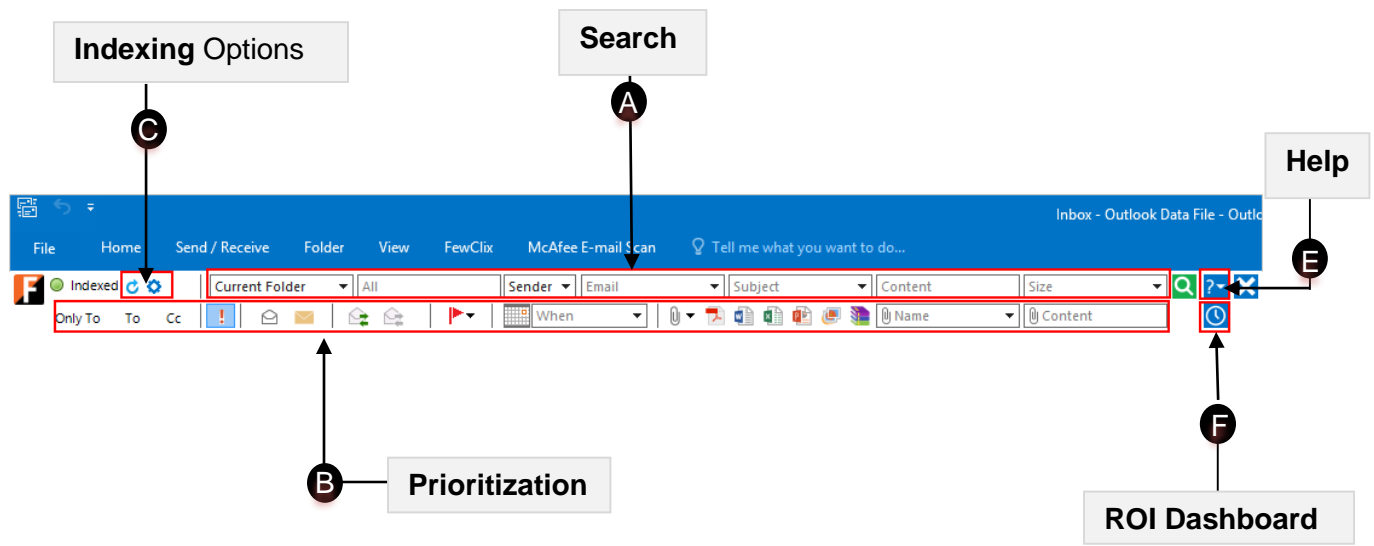 Indexing Options
Search
C
A
Help
E
Inbox - Outlook Data File - Outlo
File Home Send / Receive Folder View FewClix McAfee E-mail Scan Tell me what you want to do...
F Indexed Current Folder All Sender Email Subject Content Size ?
Only To To Cc ! When Name Content
B
Prioritization
F
ROI Dashboard